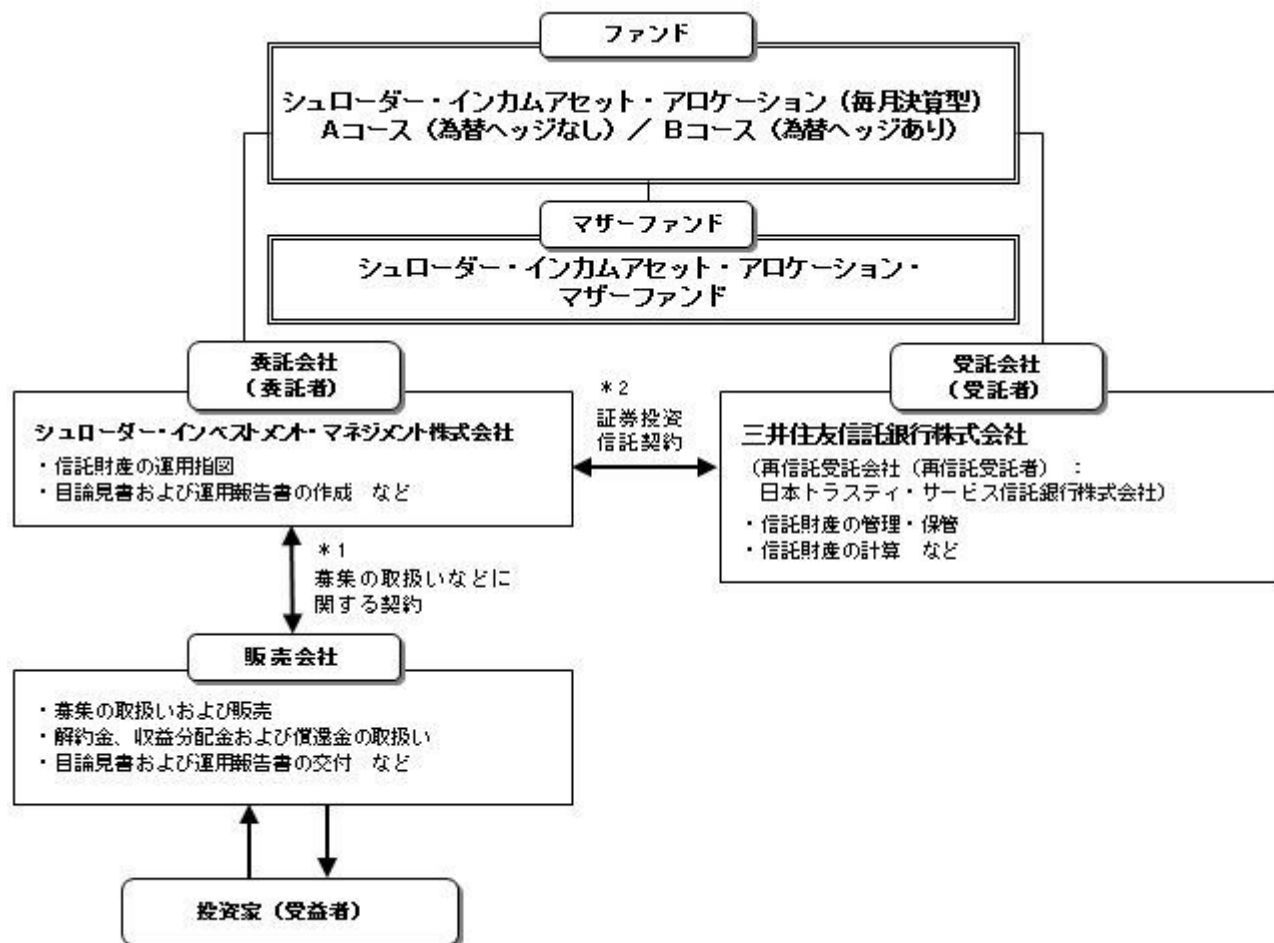 ファンド
シュローダー・インカムアセット・アロケーション（毎月決算型）
Aコース（為替ヘッジなし）／ Bコース（為替ヘッジあり）
マザーファンド
シュローダー・インカムアセット・アロケーション・
マザーファンド
委託会社
（委託者）
シュローダー・インベストメント・マネジメント株式会社
・信託財産の運用指図
・目論見書および運用報告書の作成　など
＊2
証券投資
信託契約
受託会社
（受託者）
三井住友信託銀行株式会社
（再信託受託会社（再信託受託者）：
日本トラスティ・サービス信託銀行株式会社）
・信託財産の管理・保管
・信託財産の計算　など
＊1
募集の取扱いなどに
関する契約
販売会社
・募集の取扱いおよび販売
・解約金、収益分配金および償還金の取扱い
・目論見書および運用報告書の交付　など
投資家（受益者）